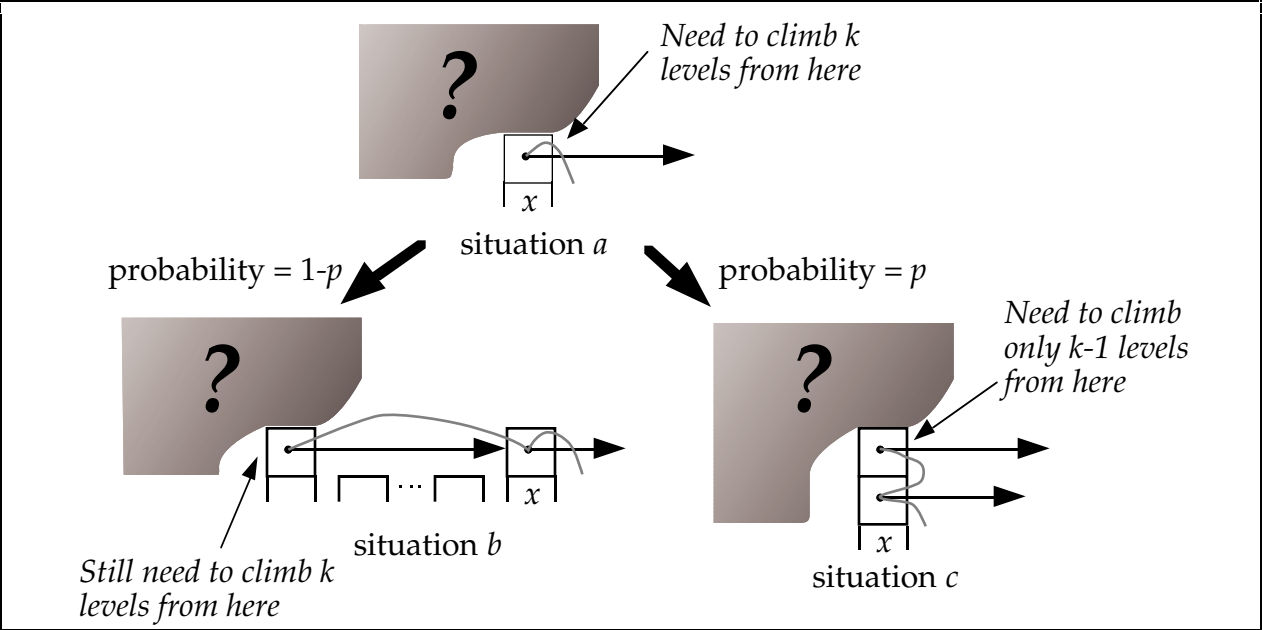 ?
Need to climb k
levels from here
x
situation a
probability = 1-p
probability = p
?
?
Need to climb
only k-1 levels
from here
...
x
x
situation b
situation c
Still need to climb k
levels from here